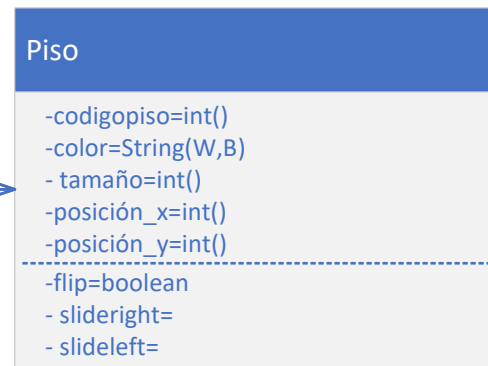 Piso
-codigopiso=int()
-color=String(W,B)
- tamaño=int()
-posición_x=int()
-posición_y=int()
-flip=boolean
- slideright=
- slideleft=